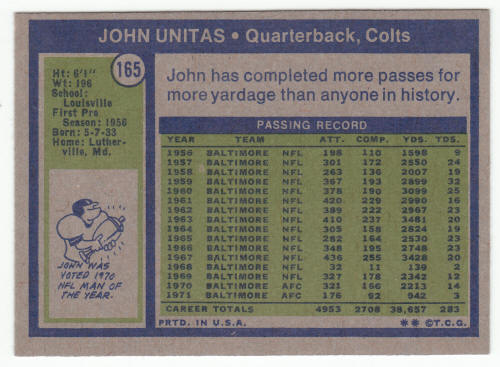 JOHN UNITAS • Quarterback, Colts
165
Ht: 6'1"
Wt: 196
School:
Louisville
First Pro
Season: 1956
Born: 5-7-33
Home: Luther-
ville, Md.
JOHN WAS
VOTED 1970
NFL MAN OF
THE YEAR.
John has completed more passes for
more yardage than anyone in history.
PASSING RECORD
YEAR TEAM ATT. COMP. YDS. TDS.
1956 BALTIMORE NFL 198 110 1598 9
1957 BALTIMORE NFL 301 172 2550 24
1958 BALTIMORE NFL 263 136 2007 19
1959 BALTIMORE NFL 367 193 2899 32
1960 BALTIMORE NFL 378 190 3099 25
1961 BALTIMORE NFL 420 229 2990 16
1962 BALTIMORE NFL 389 222 2967 23
1963 BALTIMORE NFL 410 237 3481 20
1964 BALTIMORE NFL 305 158 2824 19
1965 BALTIMORE NFL 282 164 2530 23
1966 BALTIMORE NFL 348 195 2748 22
1967 BALTIMORE NFL 436 255 3428 20
1968 BALTIMORE NFL 32 11 139 2
1969 BALTIMORE NFL 327 178 2342 12
1970 BALTIMORE AFC 321 166 2213 14
1971 BALTIMORE AFC 176 92 942 3
CAREER TOTALS 4953 2708 38,657 283
PRTD. IN U.S.A. ** © T.C.G.